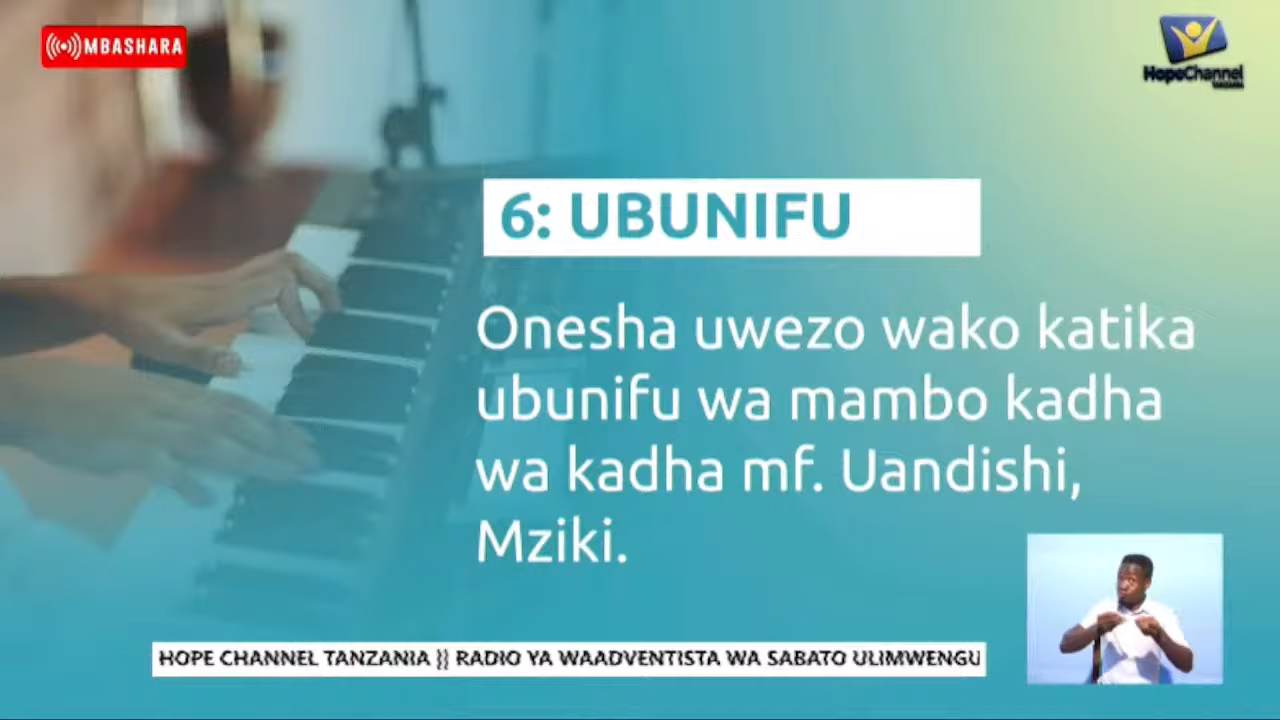 MBASHARA
HopeChannel
6: UBUNIFU
Onesha uwezo wako katika
ubunifu wa mambo kadha
wa kadha mf. Uandishi,
Mziki.
HOPE CHANNEL TANZANIA || RADIO YA WAADVENTISTA WA SABATO ULIMWENGU